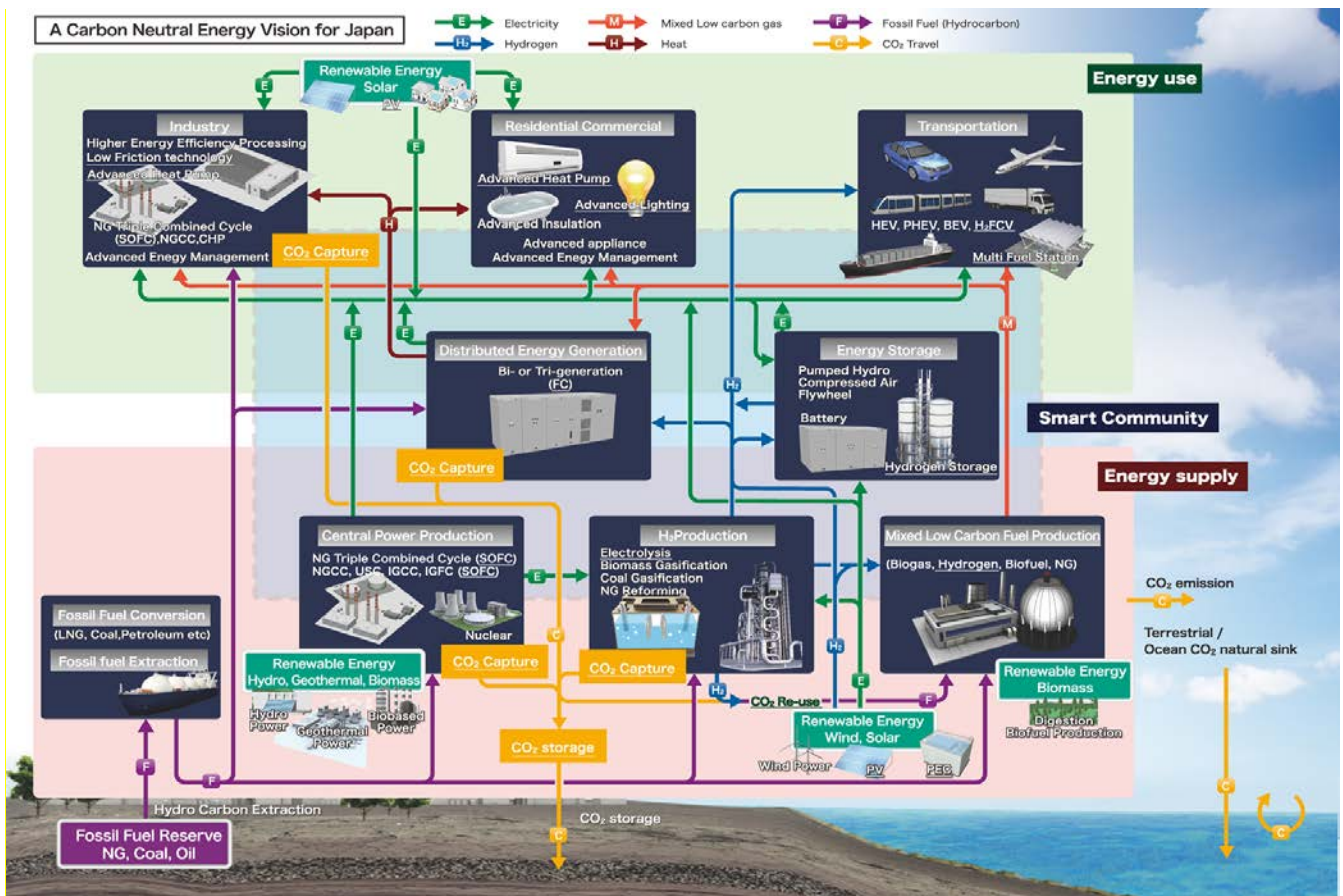 A Carbon Neutral Energy Vision for Japan
E Electricity
M Mixed Low carbon gas
F Fossil Fuel (Hydrocarbon)
H₂ Hydrogen
H Heat
C CO₂ Travel
Energy use
Renewable Energy
Solar
PV
E
E
E
Industry
Higher Energy Efficiency Processing
Low Friction technology
Advanced Heat Pump
NG Triple Combined Cycle
(SOFC),NGCC,CHP
Advanced Enegy Management
CO₂ Capture
H
Residential Commercial
Advanced Heat Pump
Advanced Lighting
Advanced Insulation
Advanced appliance
Advanced Enegy Management
Transportation
HEV, PHEV, BEV, H₂FCV
Multi Fuel Station
E
E
E
M
Distributed Energy Generation
Bi- or Tri-generation
(FC)
CO₂ Capture
H₂
Energy Storage
Pumped Hydro
Compressed Air
Flywheel
Battery
Hydrogen Storage
Smart Community
Energy supply
Central Power Production
NG Triple Combined Cycle (SOFC)
NGCC, USC, IGCC, IGFC (SOFC)
Nuclear
CO₂ Capture
E
C
H₂Production
Electrolysis
Biomass Gasification
Coal Gasification
NG Reforming
CO₂ Capture
H₂
Mixed Low Carbon Fuel Production
(Biogas, Hydrogen, Biofuel, NG)
CO₂ emission
C
Terrestrial /
Ocean CO₂ natural sink
Fossil Fuel Conversion
(LNG, Coal,Petroleum etc)
Fossil fuel Extraction
Renewable Energy
Hydro, Geothermal, Biomass
Hydro
Power
Geothermal
Power
Biobased
Power
H₂
CO₂ Re-use
E
F
Renewable Energy
Biomass
Digestion
Biofuel Production
Renewable Energy
Wind, Solar
Wind Power
PV
PEC
CO₂ storage
F
F
Hydro Carbon Extraction
CO₂ storage
C
C
C
Fossil Fuel Reserve
NG, Coal, Oil